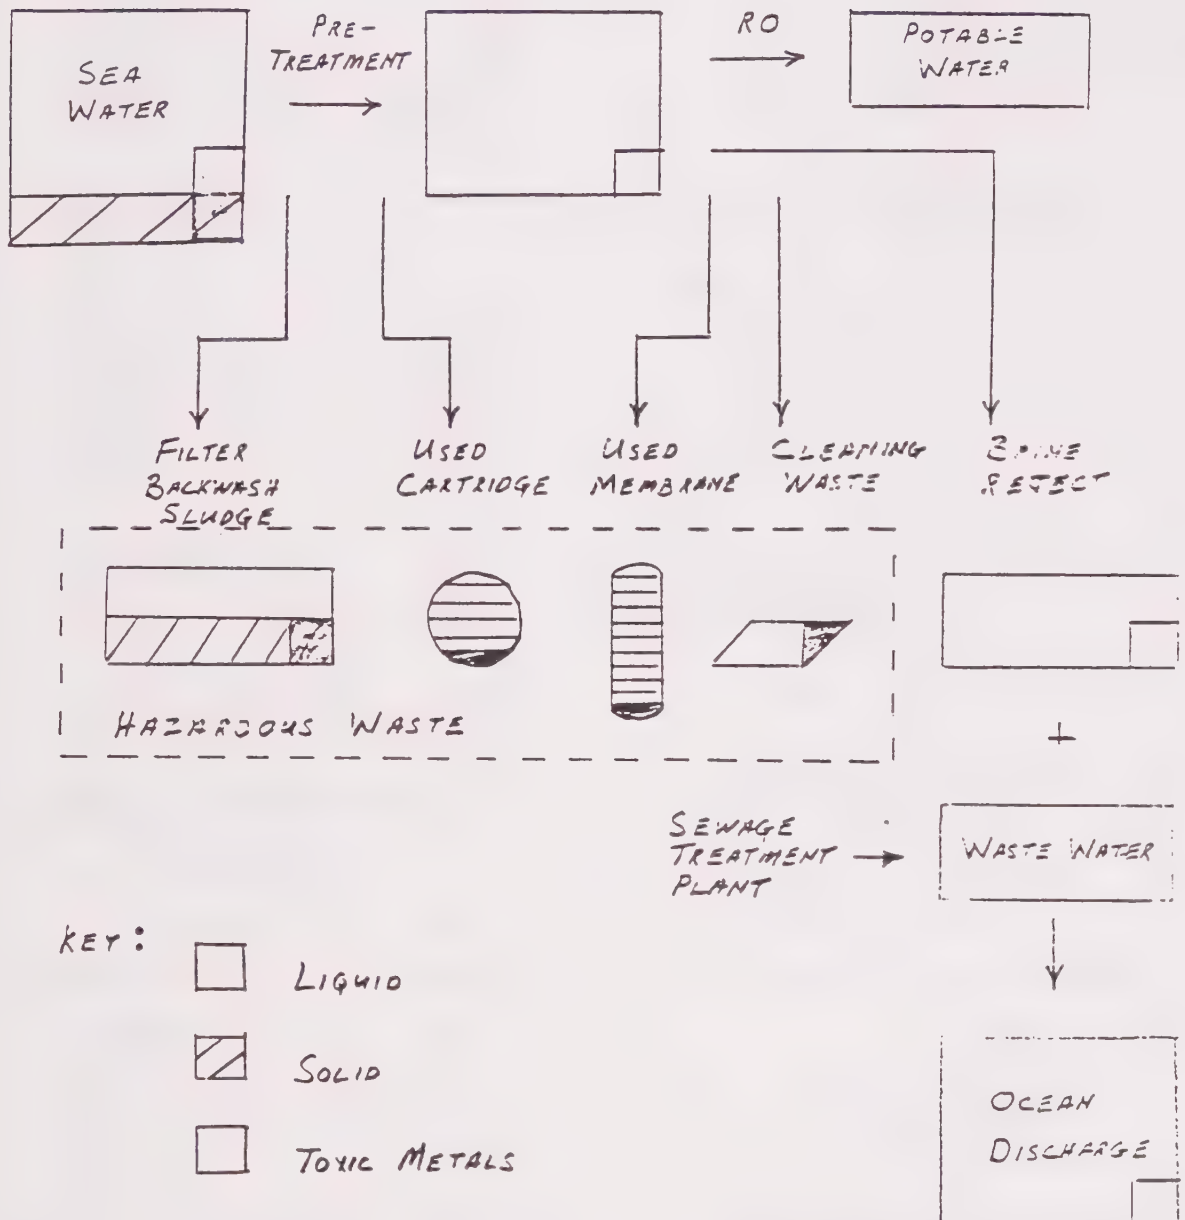 SEA
WATER
PRE-
TREATMENT
RO
POTABLE
WATER
FILTER
BACKWASH
SLUDGE
USED
CARTRIDGE
USED
MEMBRANE
CLEANING
WASTE
BRINE
REJECT
HAZARDOUS WASTE
+
SEWAGE
TREATMENT
PLANT
WASTE WATER
KEY:
LIQUID
SOLID
TOXIC METALS
OCEAN
DISCHARGE